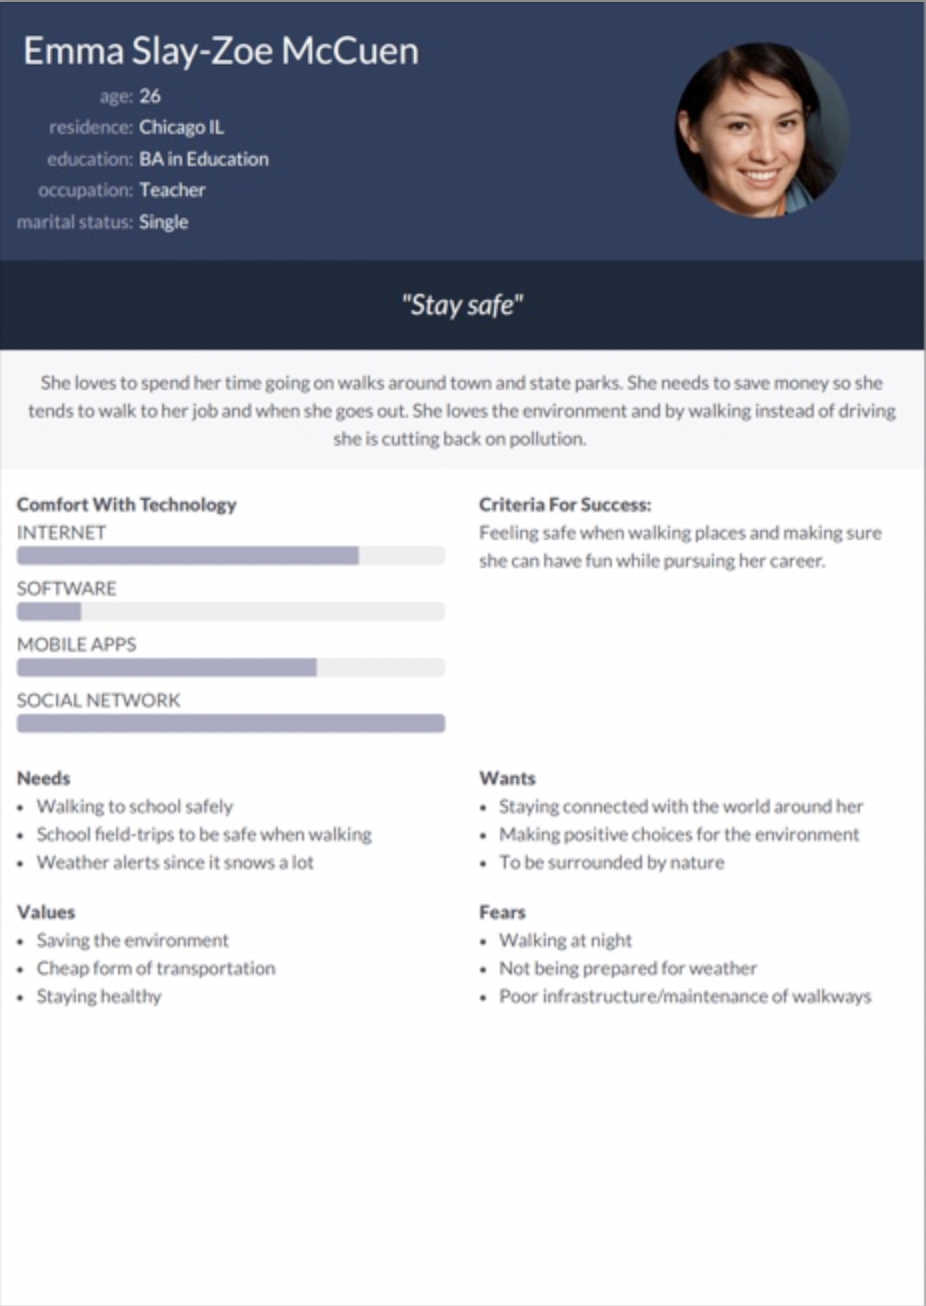 Emma Slay-Zoe McCuen
age: 26
residence: Chicago IL
education: BA in Education
occupation: Teacher
marital status: Single
"Stay safe"
She loves to spend her time going on walks around town and state parks. She needs to save money so she
tends to walk to her job and when she goes out. She loves the environment and by walking instead of driving
she is cutting back on pollution.
Comfort With Technology
INTERNET
SOFTWARE
MOBILE APPS
SOCIAL NETWORK
Criteria For Success:
Feeling safe when walking places and making sure
she can have fun while pursuing her career.
Needs
• Walking to school safely
• School field-trips to be safe when walking
• Weather alerts since it snows a lot
Wants
• Staying connected with the world around her
• Making positive choices for the environment
• To be surrounded by nature
Values
• Saving the environment
• Cheap form of transportation
• Staying healthy
Fears
• Walking at night
• Not being prepared for weather
• Poor infrastructure/maintenance of walkways